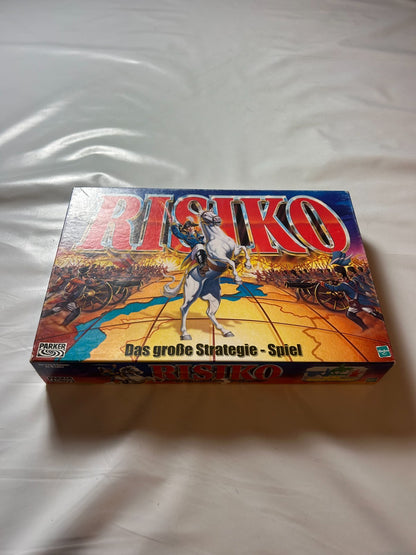 RISIKO
Das große Strategie - Spiel
PARKER
RISIKO